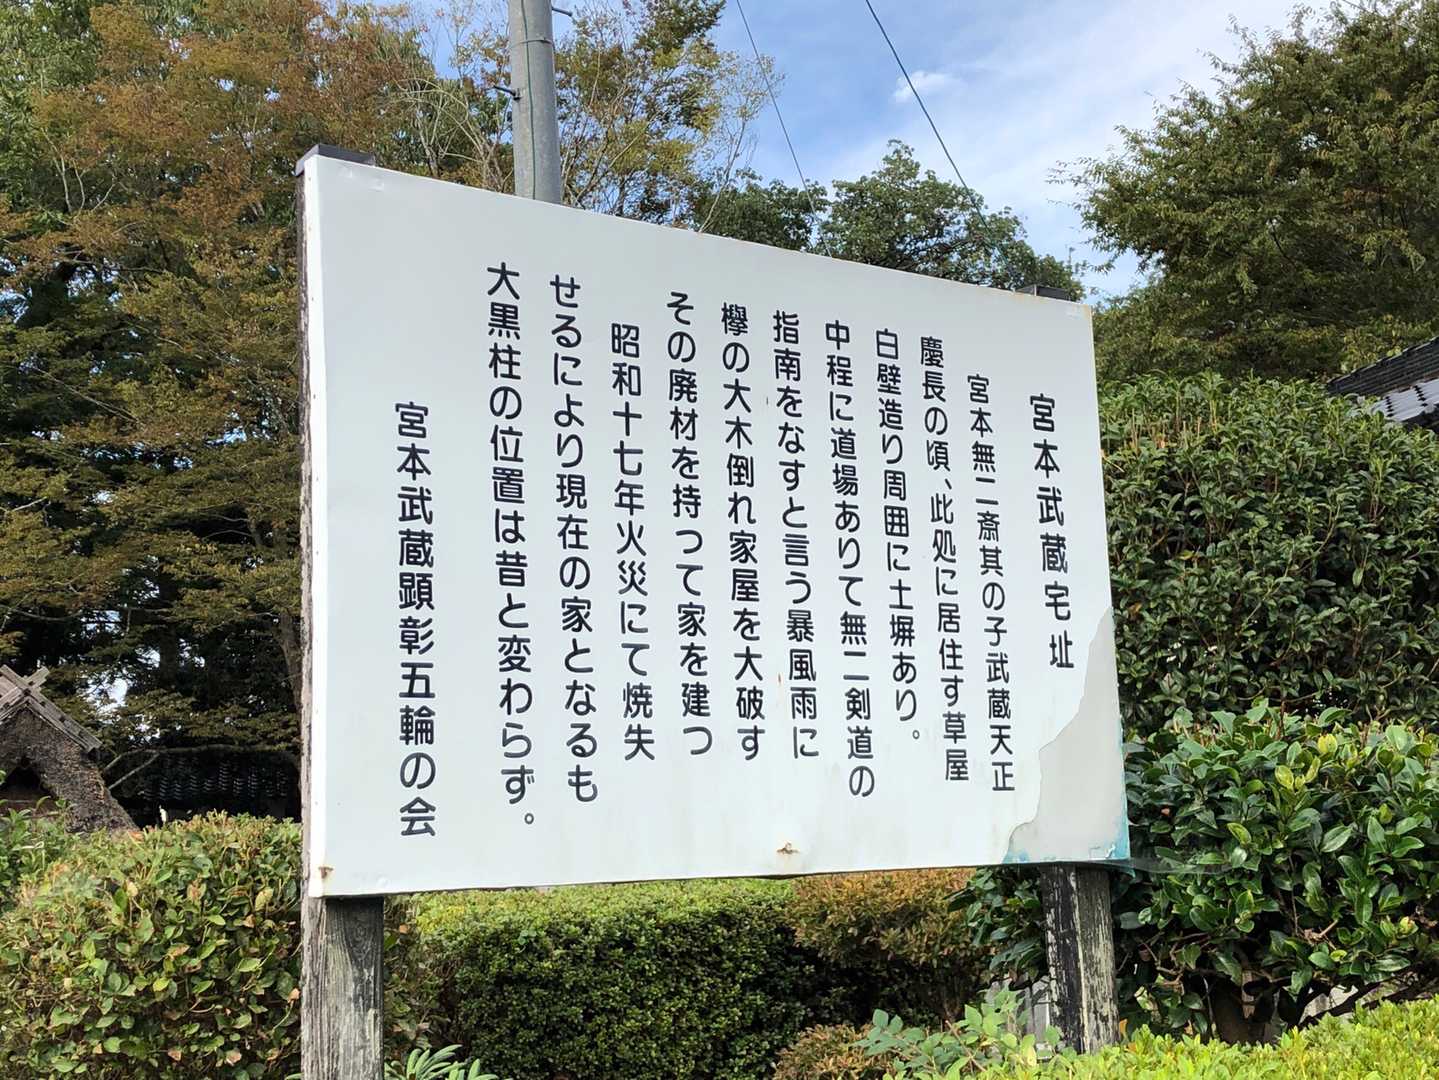 宮本武蔵宅址
宮本無二斎其の子武蔵天正
慶長の頃、此処に居住す草屋
白壁造り周囲に土塀あり。
中程に道場ありて無二剣道の
指南をなすと言う暴風雨に
欅の大木倒れ家屋を大破す
その廃材を持つて家を建つ
昭和十七年火災にて焼失
せるにより現在の家となるも
大黒柱の位置は昔と変わらず。
宮本武蔵顕彰五輪の会